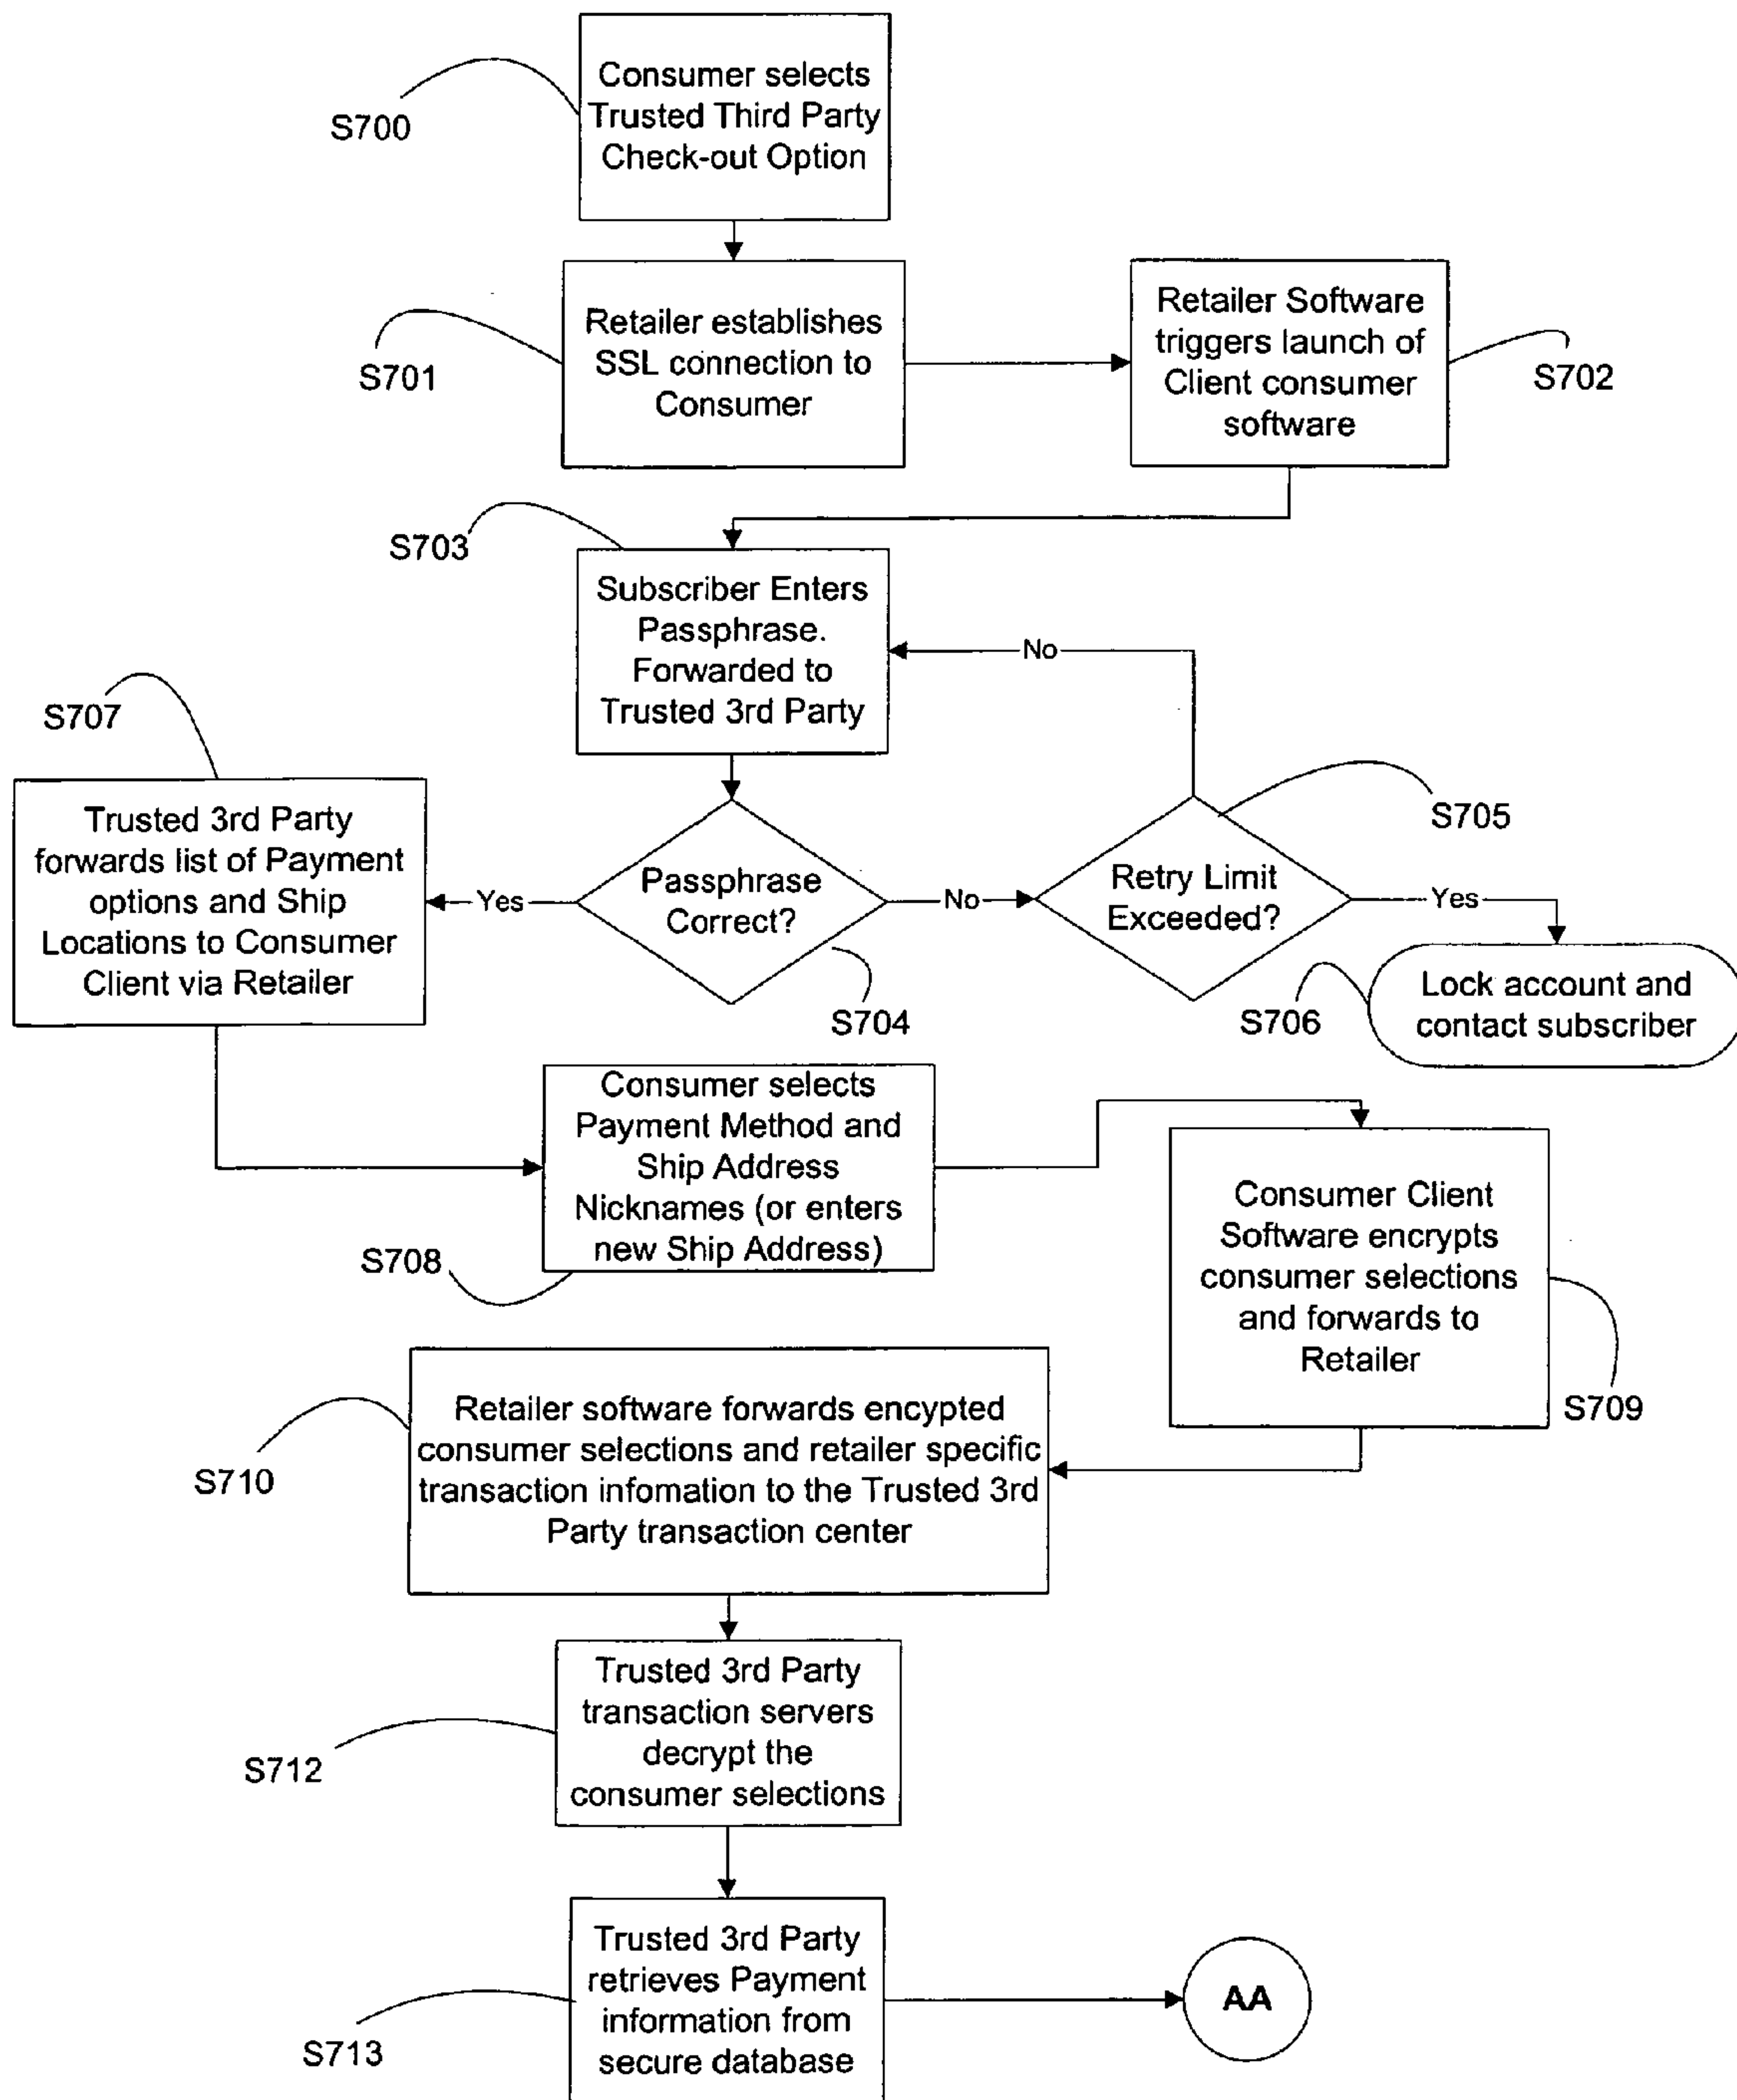 Consumer selects
Trusted Third Party
Check-out Option
S700
Retailer establishes
SSL connection to
Consumer
S701
Retailer Software
triggers launch of
Client consumer
software
S702
S703
Subscriber Enters
Passphrase.
Forwarded to
Trusted 3rd Party
No
S707
Trusted 3rd Party
forwards list of Payment
options and Ship
Locations to Consumer
Client via Retailer
Yes
Passphrase
Correct?
S704
No
Retry Limit
Exceeded?
S705
Yes
S706
Lock account and
contact subscriber
Consumer selects
Payment Method and
Ship Address
Nicknames (or enters
new Ship Address)
S708
Consumer Client
Software encrypts
consumer selections
and forwards to
Retailer
S709
Retailer software forwards encypted
consumer selections and retailer specific
transaction infomation to the Trusted 3rd
Party transaction center
S710
Trusted 3rd Party
transaction servers
decrypt the
consumer selections
S712
Trusted 3rd Party
retrieves Payment
information from
secure database
S713
AA